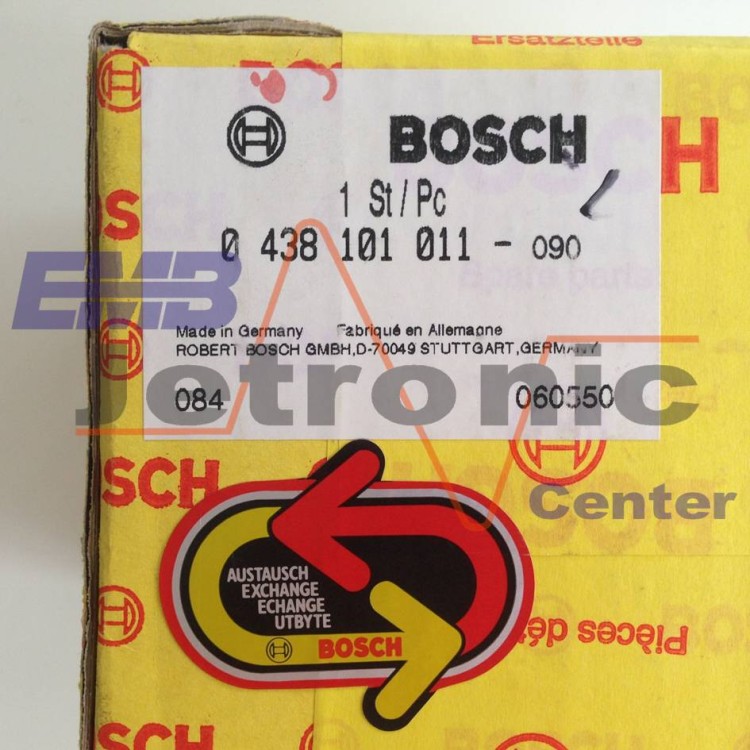 Ersatzteile
BOSCH
H
1 St/Pc
0 438 101 011 - 090
S
EMB
Spare parts
Made in Germany Fabriqué en Allemagne
ROBERT BOSCH GMBH,D-70049 STUTTGART,GERMANY
Jetronic
084 060550
SCH
Center
AUSTAUSCH
EXCHANGE
ECHANGE
UTBYTE
BOSCH
Pièces dét
SCH